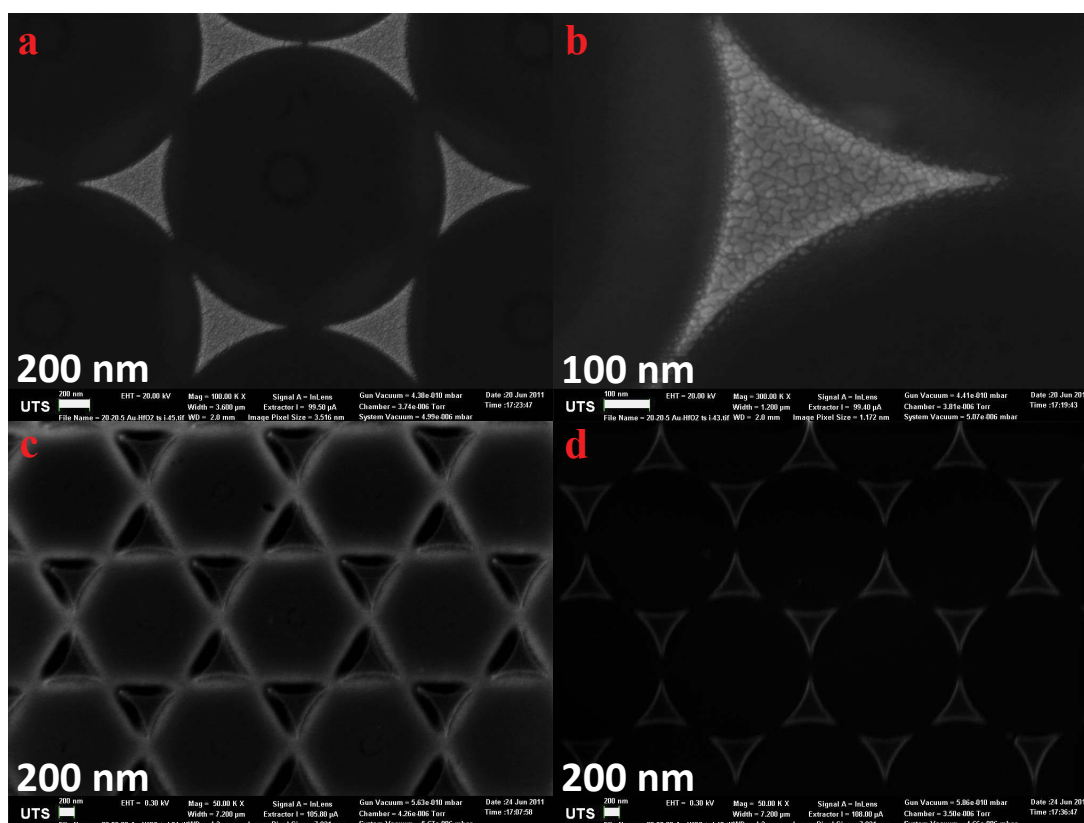 a
200 nm
200 nm
UTS
EHT = 20.00 kV
Mag = 100.00 K X
Width = 3.600 µm
WD = 2.0 mm
Signal A = InLens
Extractor I = 99.50 µA
Image Pixel Size = 3.516 nm
Gun Vacuum = 4.38e-010 mbar
Chamber = 3.74e-006 Torr
System Vacuum = 4.99e-006 Torr
Date :20 Jun 2011
Time :17:23:47
File Name = 20-20.5 Au-HfO2 ts i-45.tif
b
100 nm
100 nm
UTS
EHT = 20.00 kV
Mag = 300.00 K X
Width = 1.200 µm
WD = 2.0 mm
Signal A = InLens
Extractor I = 99.40 µA
Image Pixel Size = 1.172 nm
Gun Vacuum = 4.41e-010 mbar
Chamber = 3.81e-006 Torr
System Vacuum = 5.07e-006 Torr
Date :20 Jun 201
Time :17:19:43
File Name = 20-20.5 Au-HfO2 ts i-43.tif
c
200 nm
200 nm
UTS
EHT = 0.30 kV
Mag = 50.00 K X
Width = 7.200 µm
Signal A = InLens
Extractor I = 105.80 µA
Gun Vacuum = 5.63e-010 mbar
Chamber = 4.26e-006 Torr
Date :24 Jun 2011
Time :17:07:58
d
200 nm
200 nm
UTS
EHT = 0.30 kV
Mag = 50.00 K X
Width = 7.200 µm
Signal A = InLens
Extractor I = 108.00 µA
Gun Vacuum = 5.86e-010 mbar
Chamber = 3.50e-006 Torr
Date :24 Jun 2011
Time :17:36:47